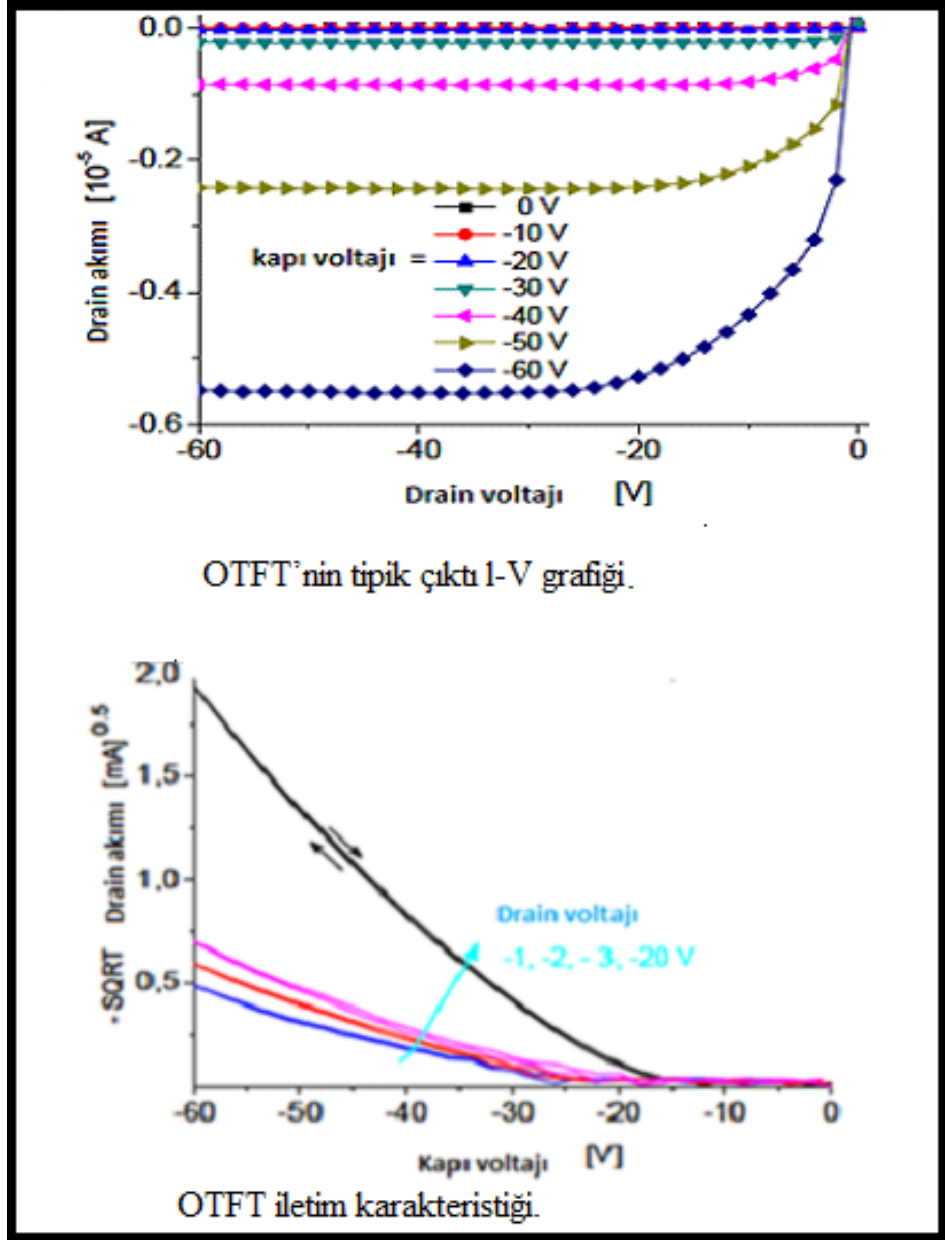 0.0
-0.2
-0.4
-0.6
Drain akımı [10⁻⁵ A]
kapı voltajı =
0 V
-10 V
-20 V
-30 V
-40 V
-50 V
-60 V
-60 -40 -20 0
Drain voltajı [V]
OTFT’nin tipik çıktı l-V grafiği.
2,0
1,5
1,0
0,5
-SQRT Drain akımı [mA]^0.5
Drain voltajı
-1, -2, - 3, -20 V
-60 -50 -40 -30 -20 -10 0
Kapı voltajı [V]
OTFT iletim karakteristiği.